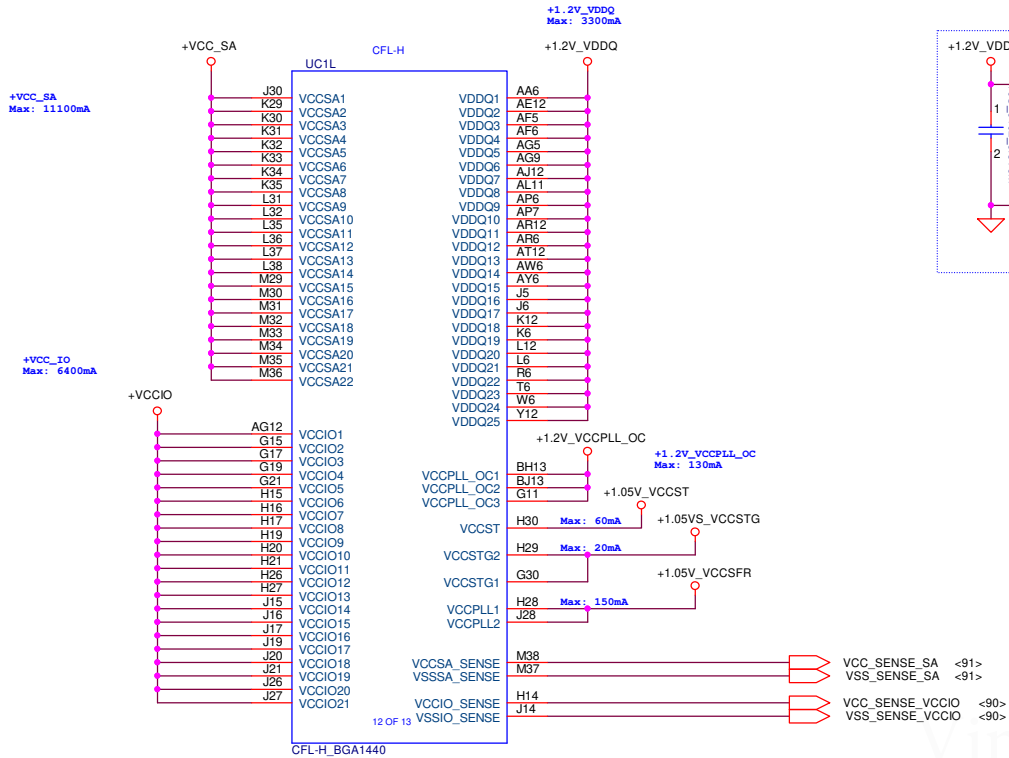 +1.2V_VDDQ
Max: 3300mA
+VCC_SA
CFL-H
+1.2V_VDDQ
UC1L
+VCC_SA
Max: 11100mA
J30 VCCSA1 VDDQ1 AA6
K29 VCCSA2 VDDQ2 AE12
K30 VCCSA3 VDDQ3 AF5
K31 VCCSA4 VDDQ4 AF6
K32 VCCSA5 VDDQ5 AG5
K33 VCCSA6 VDDQ6 AG9
K34 VCCSA7 VDDQ7 AJ12
K35 VCCSA8 VDDQ8 AL11
L31 VCCSA9 VDDQ9 AP6
L32 VCCSA10 VDDQ10 AP7
L35 VCCSA11 VDDQ11 AR12
L36 VCCSA12 VDDQ12 AR6
L37 VCCSA13 VDDQ13 AT12
L38 VCCSA14 VDDQ14 AW6
M29 VCCSA15 VDDQ15 AY6
M30 VCCSA16 VDDQ16 J5
M31 VCCSA17 VDDQ17 J6
M32 VCCSA18 VDDQ18 K12
M33 VCCSA19 VDDQ19 K6
M34 VCCSA20 VDDQ20 L12
M35 VCCSA21 VDDQ21 L6
M36 VCCSA22 VDDQ22 R6
VDDQ23 T6
VDDQ24 W6
VDDQ25 Y12
+VCC_IO
Max: 6400mA
+VCCIO
AG12 VCCIO1
G15 VCCIO2
G17 VCCIO3
G19 VCCIO4
G21 VCCIO5
H15 VCCIO6
H16 VCCIO7
H17 VCCIO8
H19 VCCIO9
H20 VCCIO10
H21 VCCIO11
H26 VCCIO12
H27 VCCIO13
J15 VCCIO14
J16 VCCIO15
J17 VCCIO16
J19 VCCIO17
J20 VCCIO18
J21 VCCIO19
J26 VCCIO20
J27 VCCIO21
+1.2V_VCCPLL_OC
+1.2V_VCCPLL_OC
Max: 130mA
VCCPLL_OC1 BH13
VCCPLL_OC2 BJ13
VCCPLL_OC3 G11
+1.05V_VCCST
VCCST H30 Max: 60mA
+1.05VS_VCCSTG
VCCSTG2 H29 Max: 20mA
VCCSTG1 G30
+1.05V_VCCSFR
VCCPLL1 H28 Max: 150mA
VCCPLL2 J28
VCCSA_SENSE M38 VCC_SENSE_SA <91>
VSSSA_SENSE M37 VSS_SENSE_SA <91>
VCCIO_SENSE H14 VCC_SENSE_VCCIO <90>
VSSIO_SENSE J14 VSS_SENSE_VCCIO <90>
12 OF 13
CFL-H_BGA1440
+1.2V_VDD
1
2